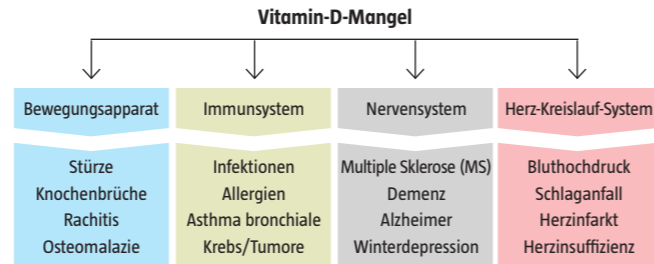 Vitamin-D-Mangel
Bewegungsapparat
Stürze
Knochenbrüche
Rachitis
Osteomalazie
Immunsystem
Infektionen
Allergien
Asthma bronchiale
Krebs/Tumore
Nervensystem
Multiple Sklerose (MS)
Demenz
Alzheimer
Winterdepression
Herz-Kreislauf-System
Bluthochdruck
Schlaganfall
Herzinfarkt
Herzinsuffizienz